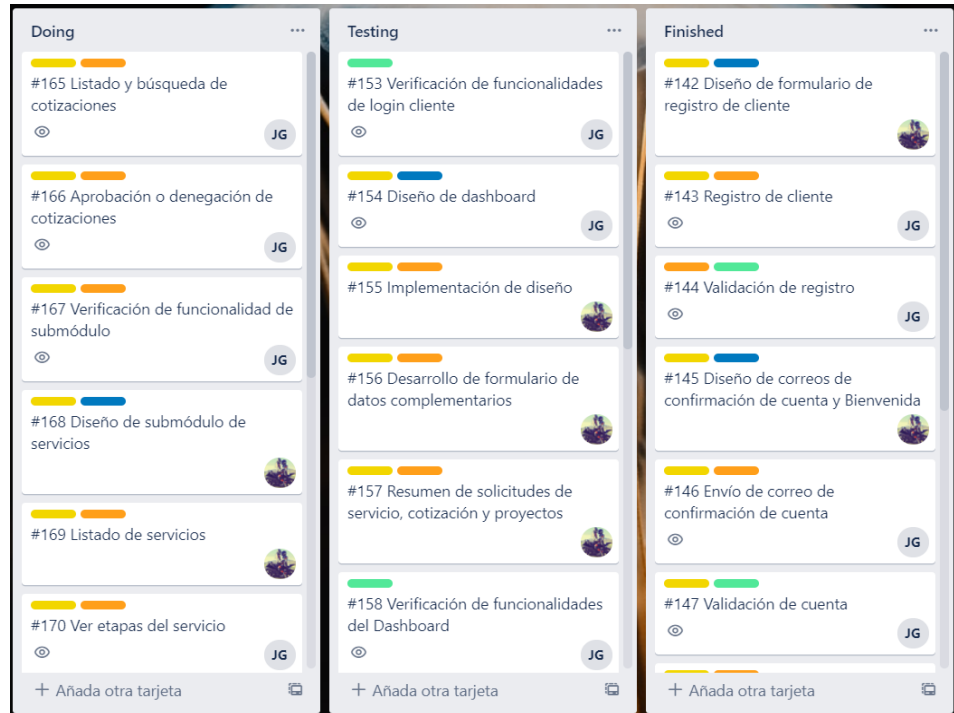 Doing
#165 Listado y búsqueda de
cotizaciones
JG
#166 Aprobación o denegación de
cotizaciones
JG
#167 Verificación de funcionalidad de
submódulo
JG
#168 Diseño de submódulo de
servicios
#169 Listado de servicios
#170 Ver etapas del servicio
JG
+ Añada otra tarjeta
Testing
#153 Verificación de funcionalidades
de login cliente
JG
#154 Diseño de dashboard
JG
#155 Implementación de diseño
#156 Desarrollo de formulario de
datos complementarios
#157 Resumen de solicitudes de
servicio, cotización y proyectos
#158 Verificación de funcionalidades
del Dashboard
JG
+ Añada otra tarjeta
Finished
#142 Diseño de formulario de
registro de cliente
#143 Registro de cliente
JG
#144 Validación de registro
JG
#145 Diseño de correos de
confirmación de cuenta y Bienvenida
#146 Envío de correo de
confirmación de cuenta
JG
#147 Validación de cuenta
JG
+ Añada otra tarjeta